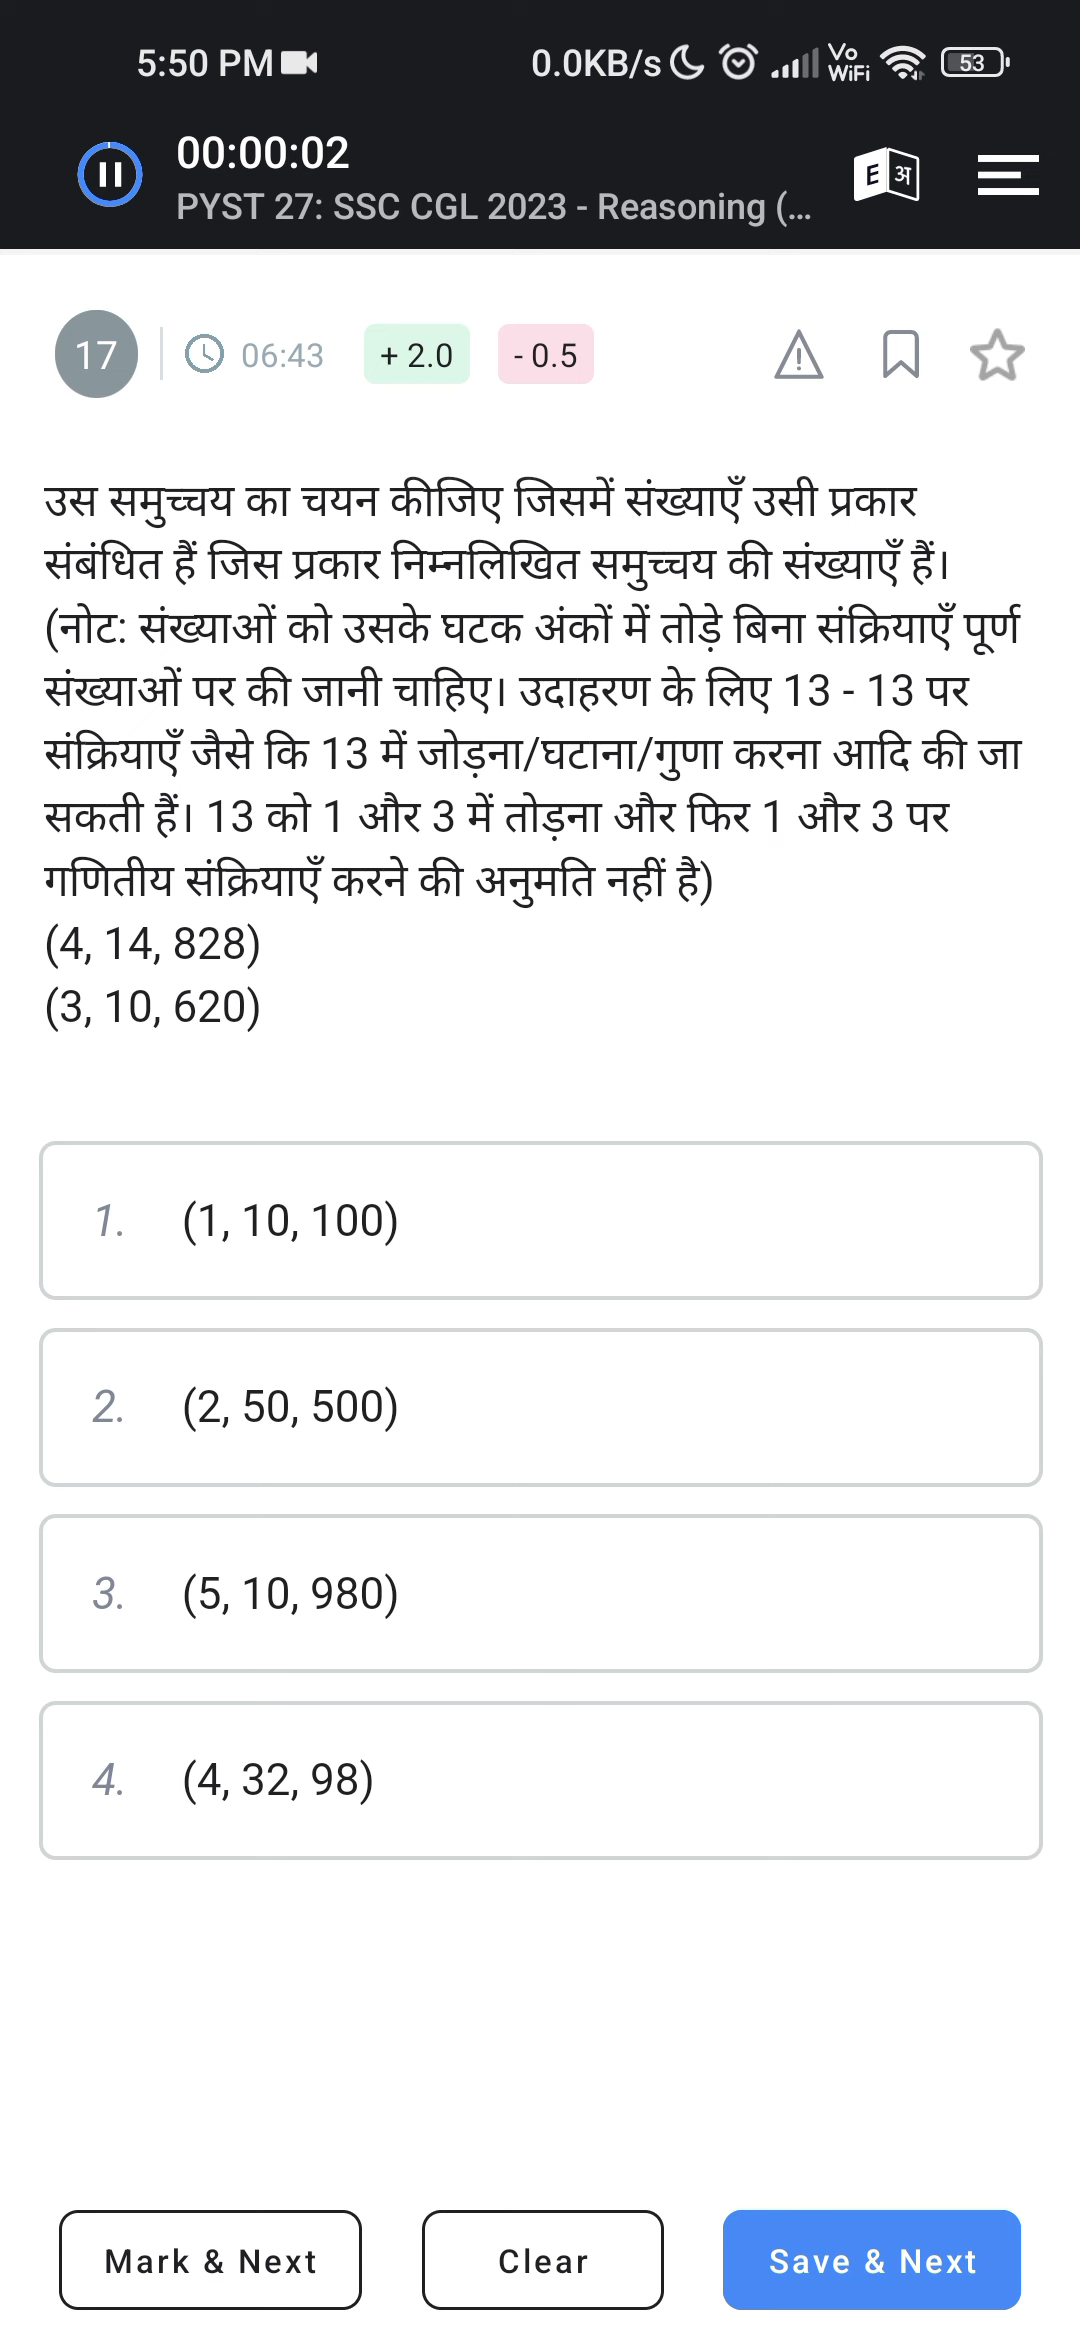 5:50 PM
0.0KB/s
Vo WiFi
53
00:00:02
PYST 27: SSC CGL 2023 - Reasoning (...
E अ
17
06:43
+ 2.0
- 0.5
उस समुच्चय का चयन कीजिए जिसमें संख्याएँ उसी प्रकार
संबंधित हैं जिस प्रकार निम्नलिखित समुच्चय की संख्याएँ हैं।
(नोट: संख्याओं को उसके घटक अंकों में तोड़े बिना संक्रियाएँ पूर्ण
संख्याओं पर की जानी चाहिए। उदाहरण के लिए 13 - 13 पर
संक्रियाएँ जैसे कि 13 में जोड़ना/घटाना/गुणा करना आदि की जा
सकती हैं। 13 को 1 और 3 में तोड़ना और फिर 1 और 3 पर
गणितीय संक्रियाएँ करने की अनुमति नहीं है)
(4, 14, 828)
(3, 10, 620)
1. (1, 10, 100)
2. (2, 50, 500)
3. (5, 10, 980)
4. (4, 32, 98)
Mark & Next
Clear
Save & Next